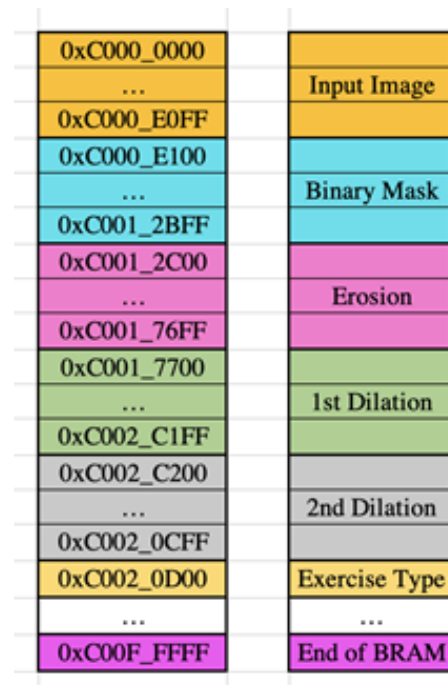 0xC000_0000
... Input Image
0xC000_E0FF
0xC000_E100
... Binary Mask
0xC001_2BFF
0xC001_2C00
... Erosion
0xC001_76FF
0xC001_7700
... 1st Dilation
0xC002_C1FF
0xC002_C200
... 2nd Dilation
0xC002_0CFF
0xC002_0D00 Exercise Type
... ...
0xC00F_FFFF End of BRAM